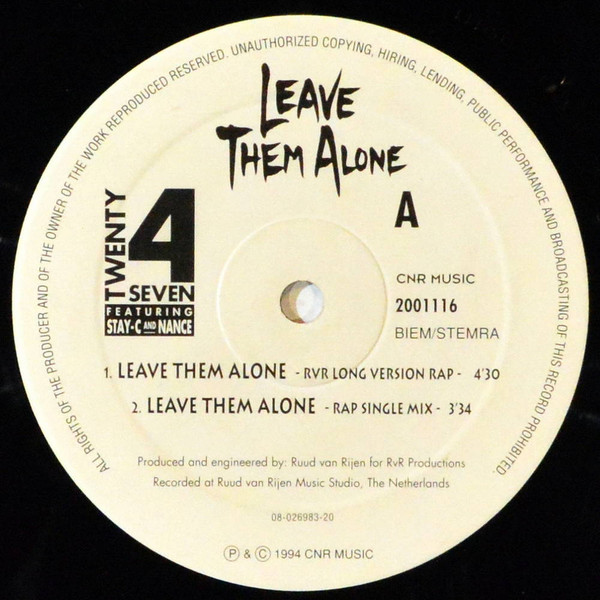 ALL RIGHTS OF THE PRODUCER AND OF THE OWNER OF THE WORK REPRODUCED RESERVED. UNAUTHORIZED COPYING, HIRING, LENDING, PUBLIC PERFORMANCE AND BROADCASTING OF THIS RECORD PROHIBITED.
LEAVE
THEM ALONE
A
TWENTY
4
SEVEN
FEATURING
STAY-C AND NANCE
CNR MUSIC
2001116
BIEM/STEMRA
1. LEAVE THEM ALONE - RVR LONG VERSION RAP - 4'30
2. LEAVE THEM ALONE - RAP SINGLE MIX - 3'34
Produced and engineered by: Ruud van Rijen for RvR Productions
Recorded at Ruud van Rijen Music Studio, The Netherlands
08-026983-20
Ⓟ & © 1994 CNR MUSIC